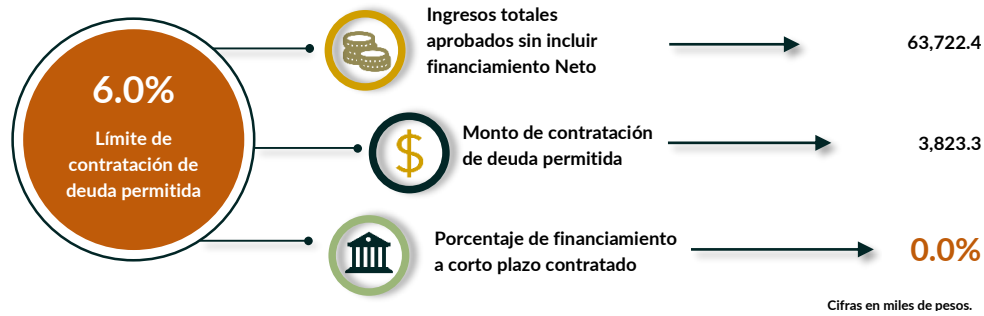 6.0%
Límite de
contratación de
deuda permitida
Ingresos totales
aprobados sin incluir
financiamiento Neto
63,722.4
$
Monto de contratación
de deuda permitida
3,823.3
Porcentaje de financiamiento
a corto plazo contratado
0.0%
Cifras en miles de pesos.